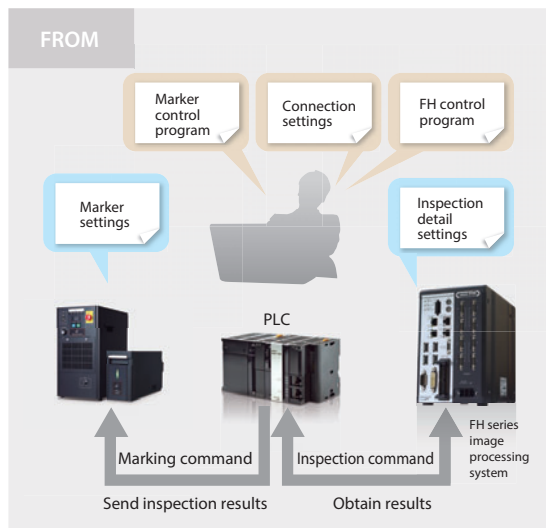 FROM
Marker
control
program
Connection
settings
FH control
program
Marker
settings
Inspection
detail
settings
PLC
FH series
image
processing
system
Marking command
Inspection command
Send inspection results
Obtain results